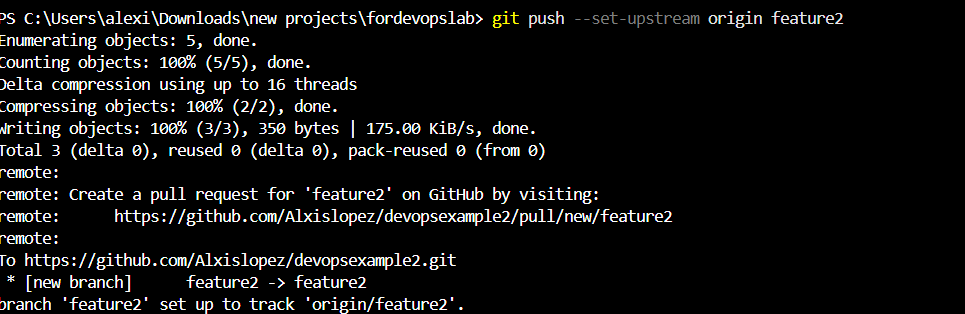 PS C:\Users\alexi\Downloads\new projects\fordevopslab> git push --set-upstream origin feature2
Enumerating objects: 5, done.
Counting objects: 100% (5/5), done.
Delta compression using up to 16 threads
Compressing objects: 100% (2/2), done.
Writing objects: 100% (3/3), 350 bytes | 175.00 KiB/s, done.
Total 3 (delta 0), reused 0 (delta 0), pack-reused 0 (from 0)
remote:
remote: Create a pull request for 'feature2' on GitHub by visiting:
remote:      https://github.com/Alxislopez/devopsexample2/pull/new/feature2
remote:
To https://github.com/Alxislopez/devopsexample2.git
 * [new branch]      feature2 -> feature2
branch 'feature2' set up to track 'origin/feature2'.